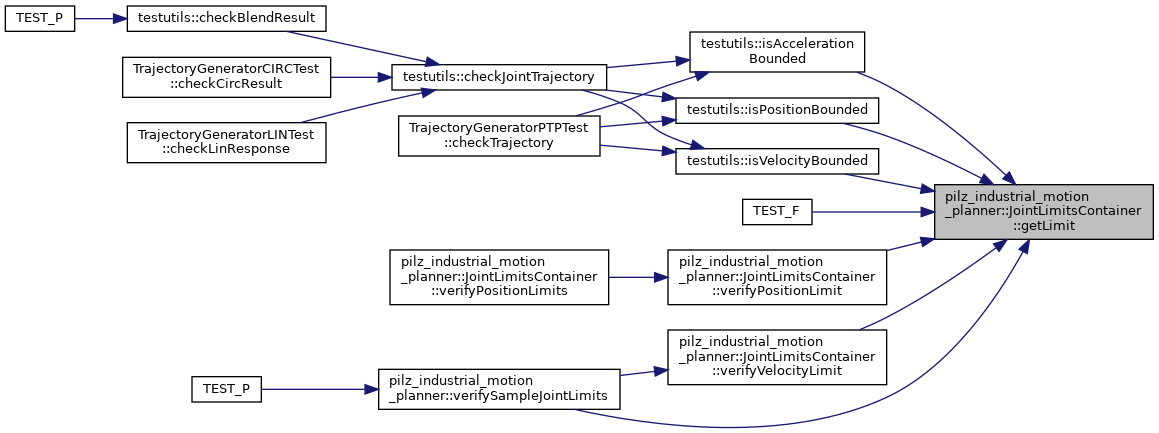 TEST_P
testutils::checkBlendResult
testutils::isAcceleration
Bounded
TrajectoryGeneratorCIRCTest
::checkCircResult
testutils::checkJointTrajectory
testutils::isPositionBounded
TrajectoryGeneratorLINTest
::checkLinResponse
TrajectoryGeneratorPTPTest
::checkTrajectory
testutils::isVelocityBounded
pilz_industrial_motion
_planner::JointLimitsContainer
::getLimit
TEST_F
pilz_industrial_motion
_planner::JointLimitsContainer
::verifyPositionLimits
pilz_industrial_motion
_planner::JointLimitsContainer
::verifyPositionLimit
pilz_industrial_motion
_planner::JointLimitsContainer
::verifyVelocityLimit
TEST_P
pilz_industrial_motion
_planner::verifySampleJointLimits